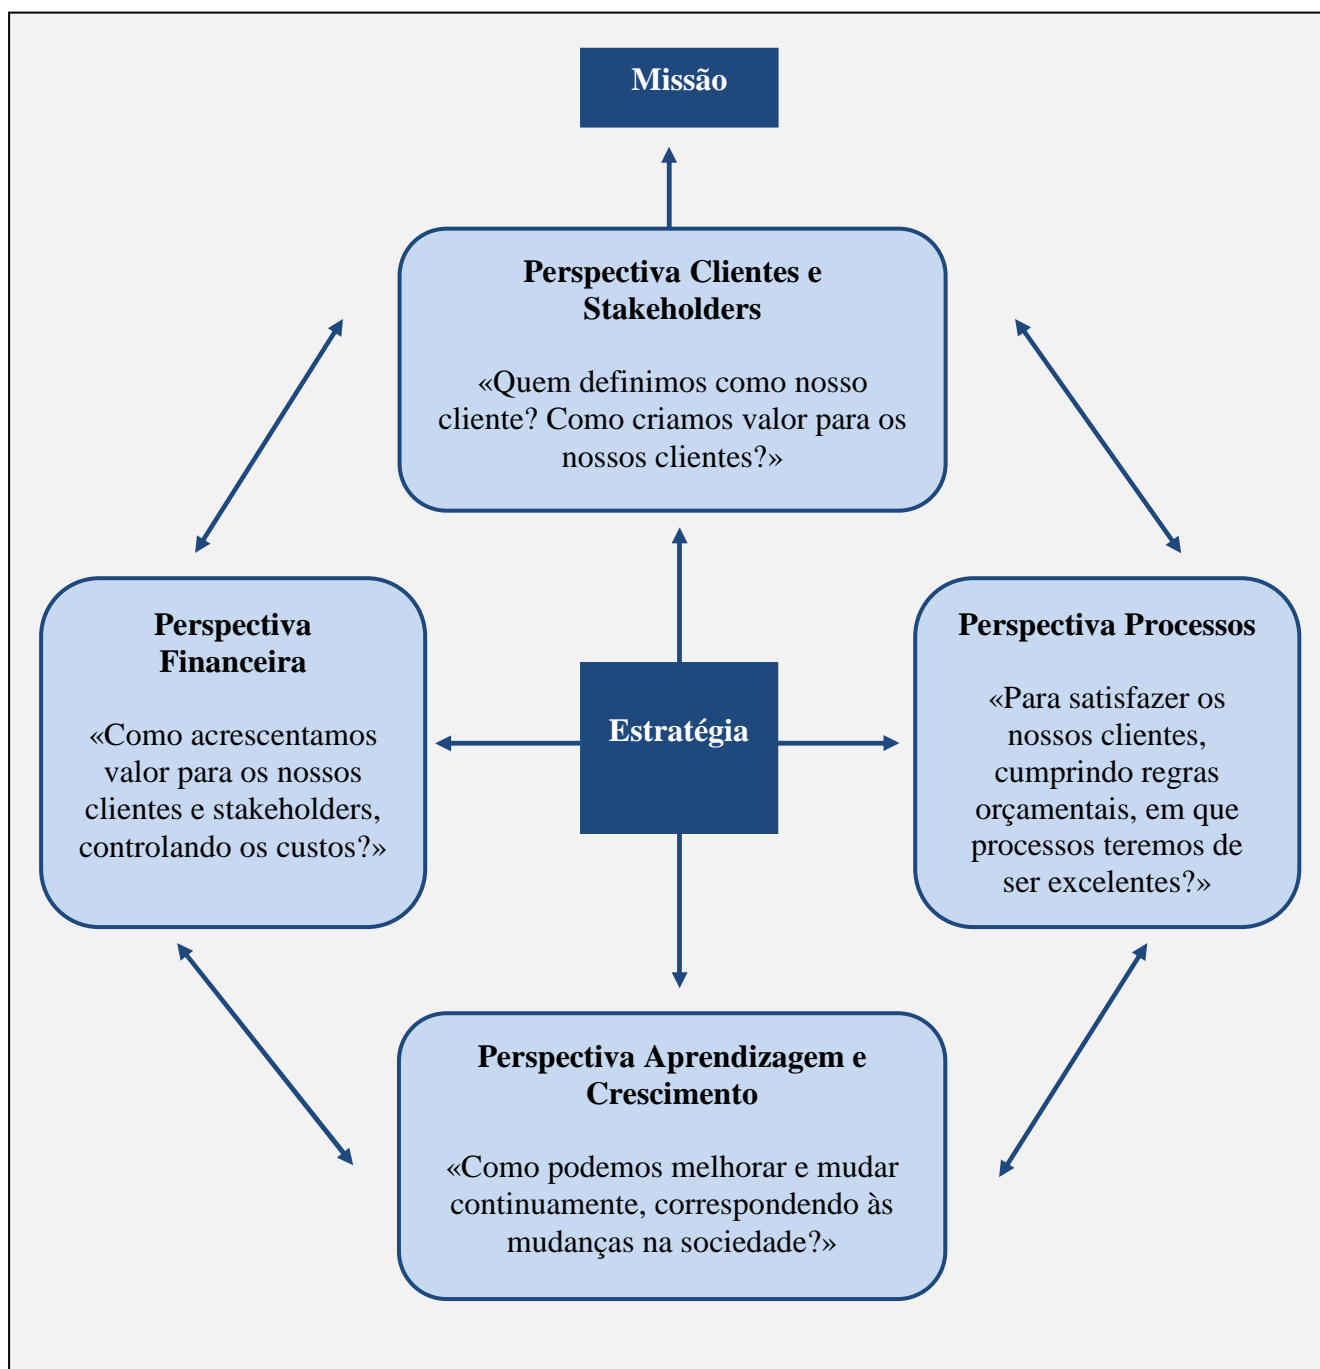 Missão
Perspectiva Clientes e
Stakeholders
«Quem definimos como nosso
cliente? Como criamos valor para os
nossos clientes?»
Perspectiva
Financeira
«Como acrescentamos
valor para os nossos
clientes e stakeholders,
controlando os custos?»
Estratégia
Perspectiva Processos
«Para satisfazer os
nossos clientes,
cumprindo regras
orçamentais, em que
processos teremos de
ser excelentes?»
Perspectiva Aprendizagem e
Crescimento
«Como podemos melhorar e mudar
continuamente, correspondendo às
mudanças na sociedade?»